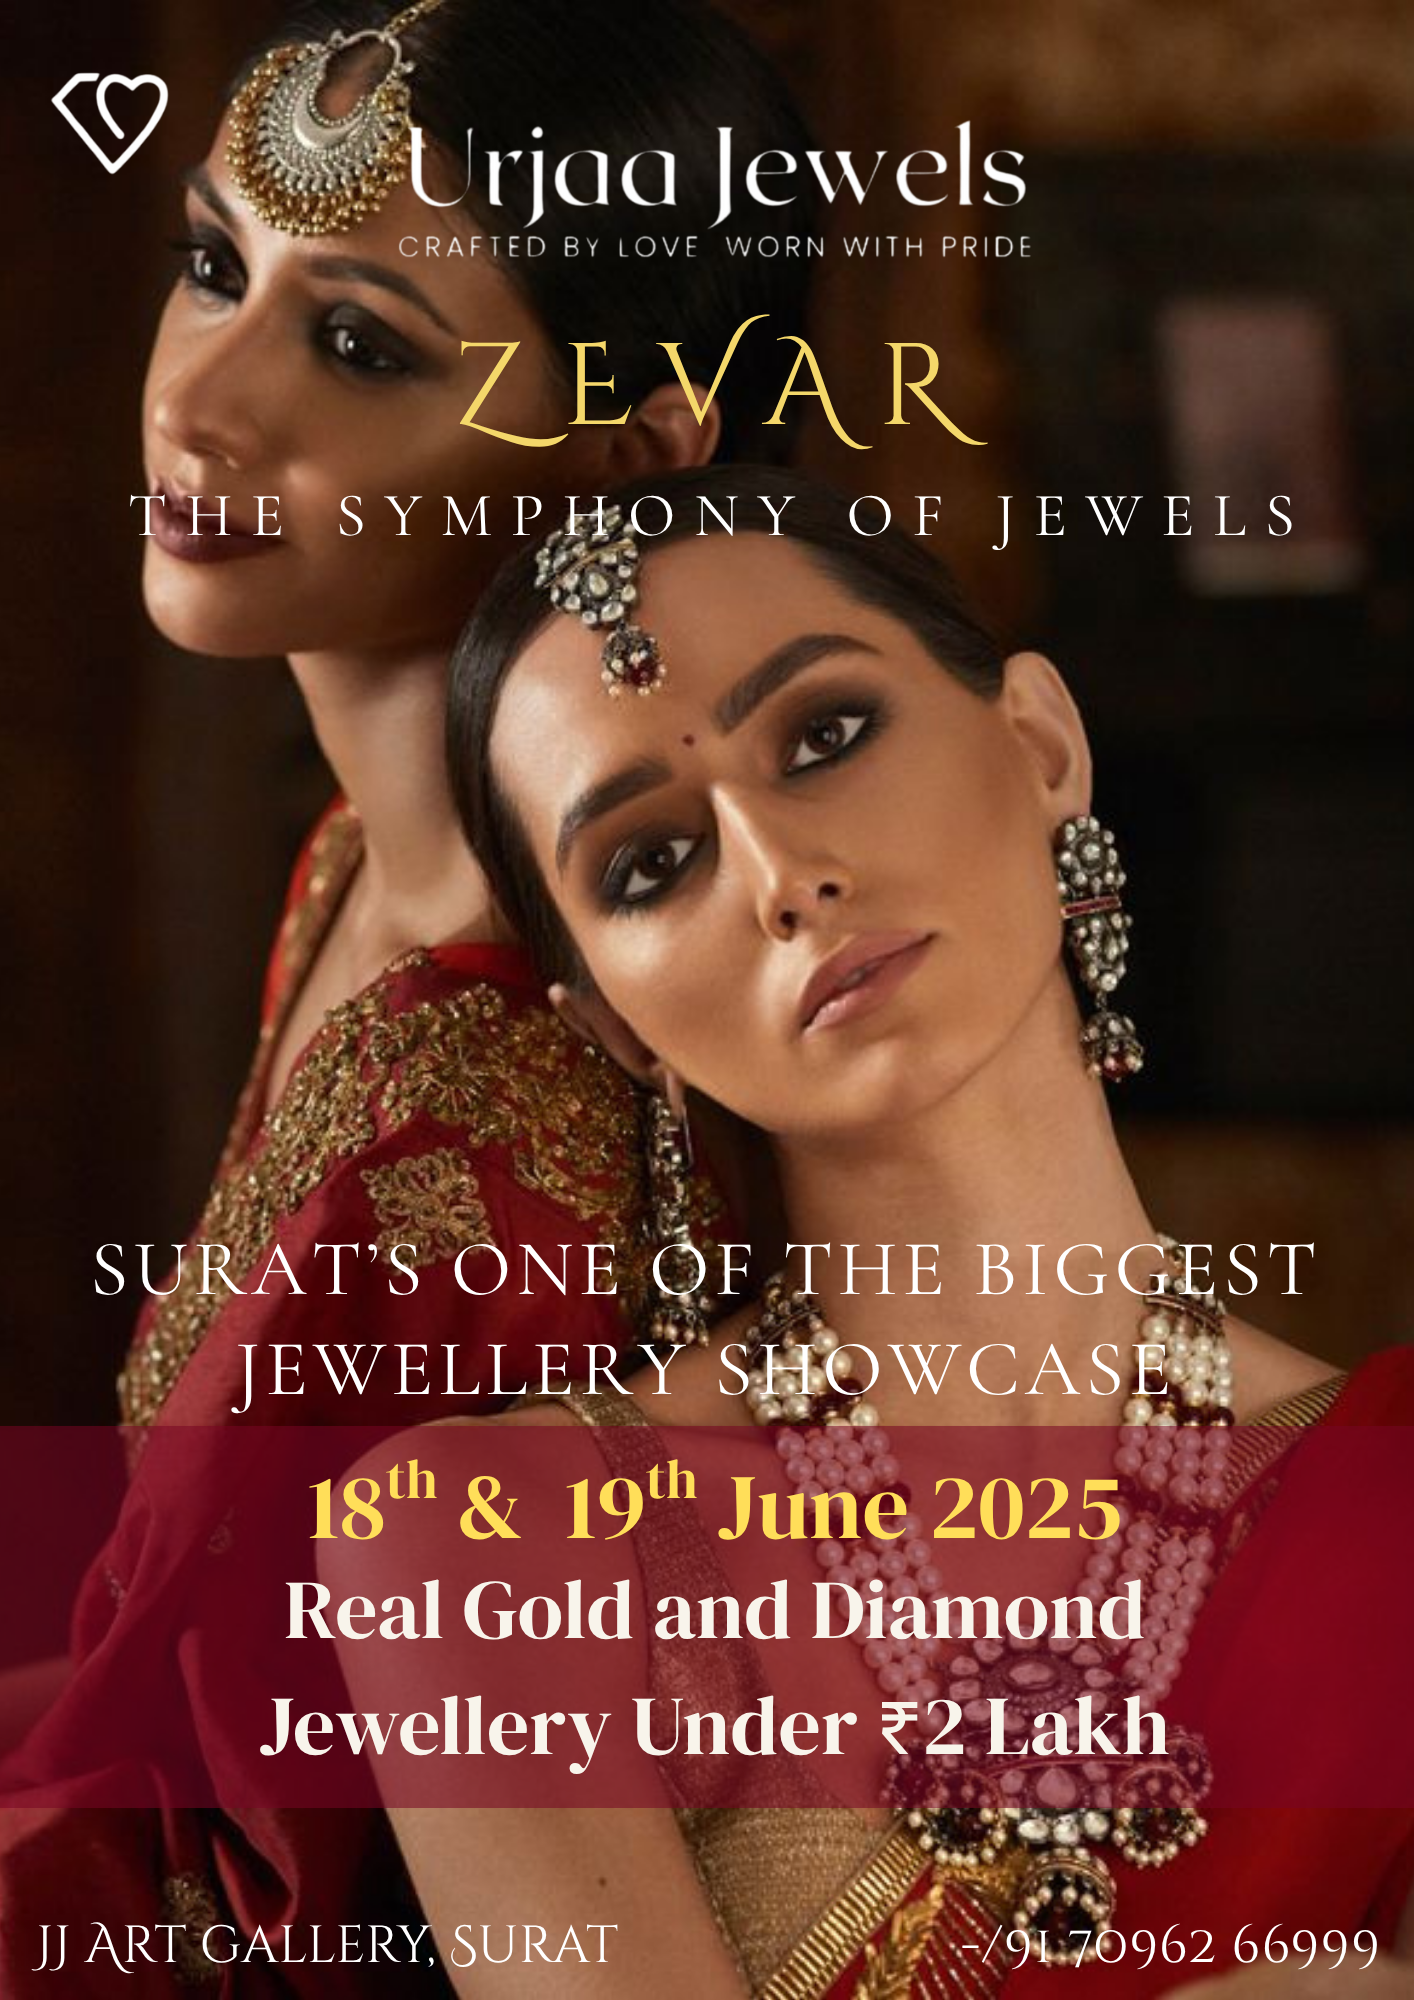 Urjaa Jewels
CRAFTED BY LOVE WORN WITH PRIDE
ZEVAR
THE SYMPHONY OF JEWELS
SURAT'S ONE OF THE BIGGEST
JEWELLERY SHOWCASE
18th & 19th June 2025
Real Gold and Diamond
Jewellery Under ₹2 Lakh
JJ ART GALLERY, SURAT
-/91 70962 66999